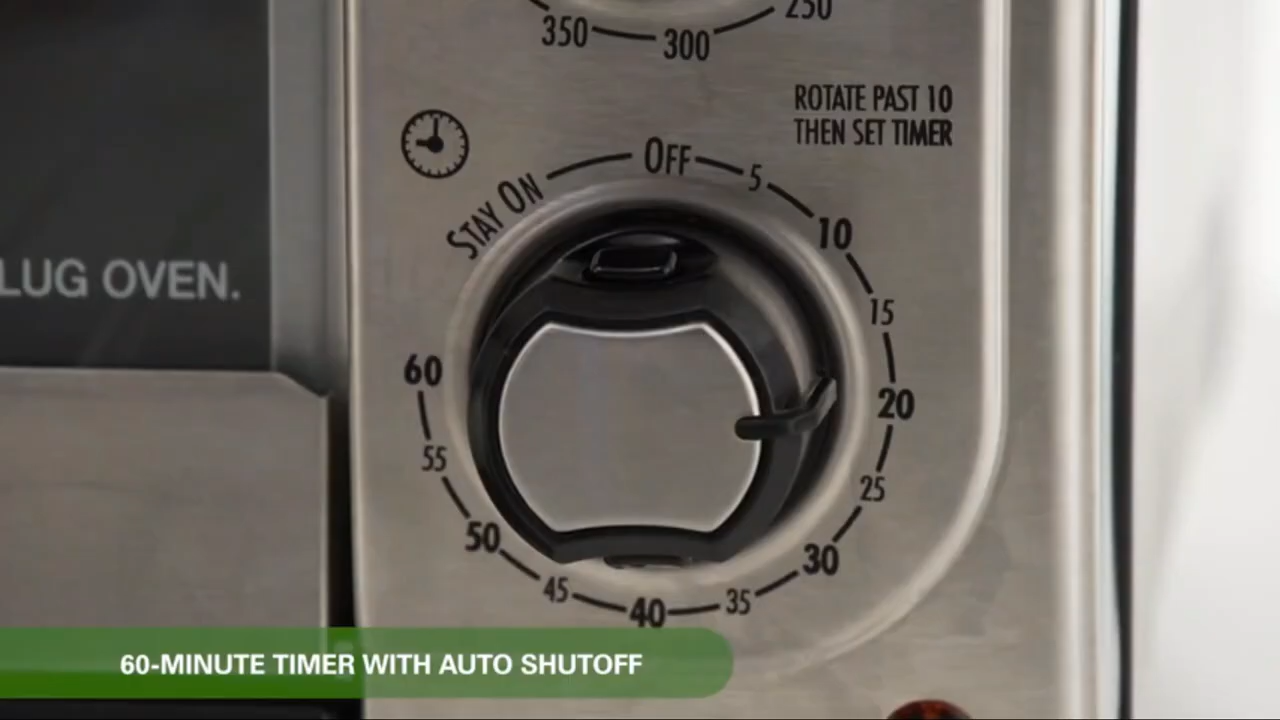 350 300 250
ROTATE PAST 10
THEN SET TIMER
STAY ON OFF 5 10 15 20 25 30 35 40 45 50 55 60
LUG OVEN.
60-MINUTE TIMER WITH AUTO SHUTOFF